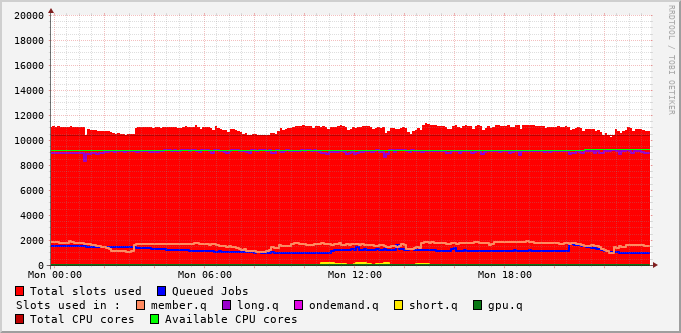 20000
18000
16000
14000
12000
10000
8000
6000
4000
2000
0
Mon 00:00 Mon 06:00 Mon 12:00 Mon 18:00
Total slots used Queued Jobs
Slots used in : member.q long.q ondemand.q short.q gpu.q
Total CPU cores Available CPU cores
RRDTOOL / TOBI OETIKER